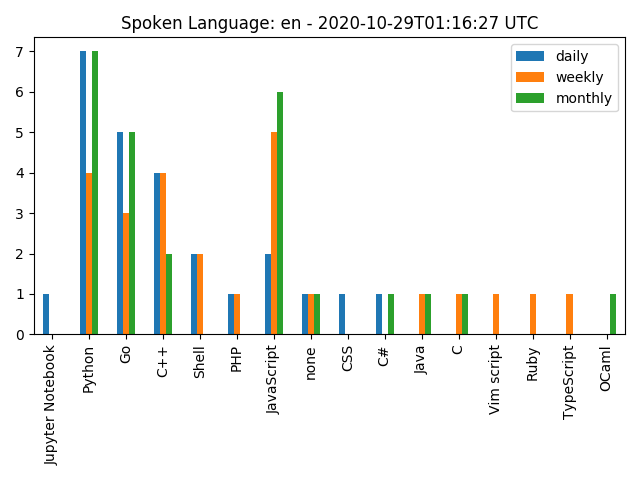 Spoken Language: en - 2020-10-29T01:16:27 UTC
daily
weekly
monthly
7
6
5
4
3
2
1
0
Jupyter Notebook
Python
Go
C++
Shell
PHP
JavaScript
none
CSS
C#
Java
C
Vim script
Ruby
TypeScript
OCaml